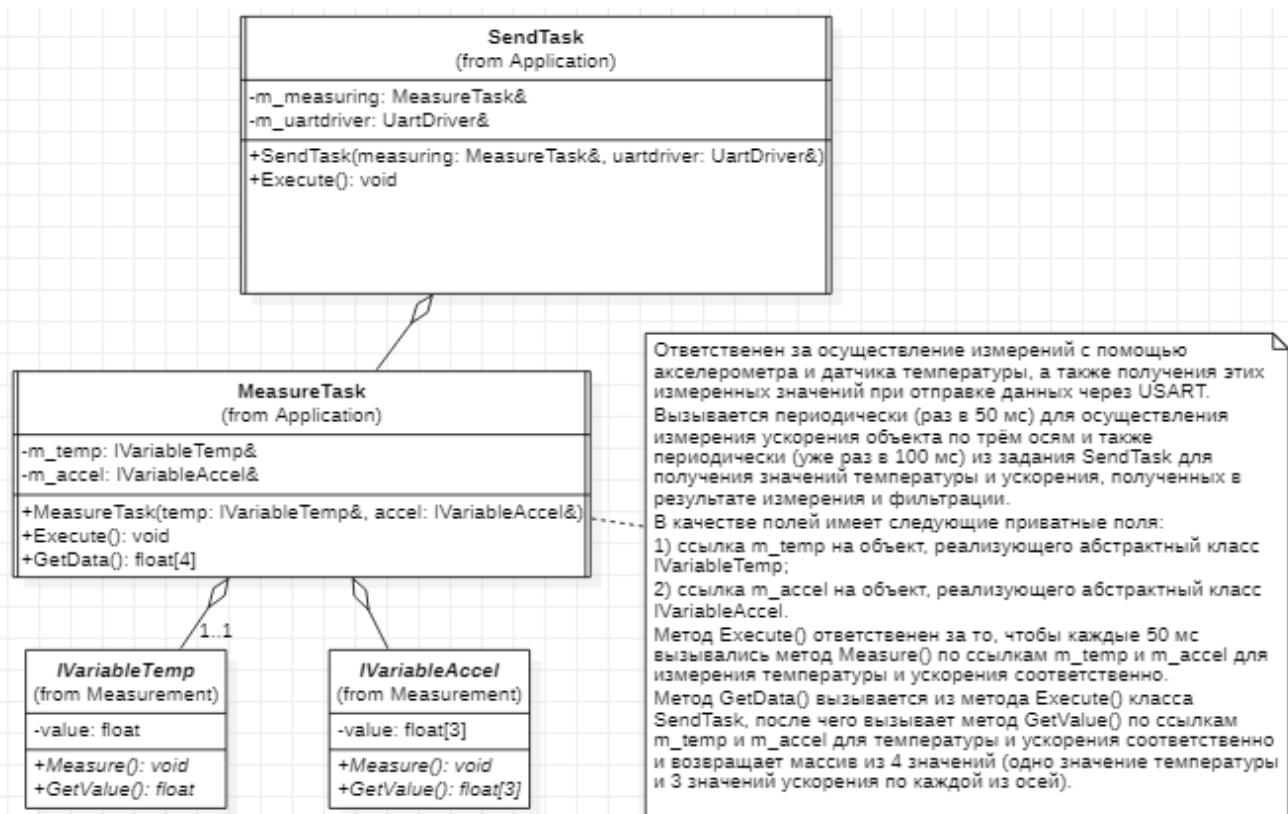 SendTask
(from Application)
-m_measuring: MeasureTask&
-m_uartdriver: UartDriver&
+SendTask(measuring: MeasureTask&, uartdriver: UartDriver&)
+Execute(): void
MeasureTask
(from Application)
-m_temp: IVariableTemp&
-m_accel: IVariableAccel&
+MeasureTask(temp: IVariableTemp&, accel: IVariableAccel&)
+Execute(): void
+GetData(): float[4]
1..1
IVariableTemp
(from Measurement)
-value: float
+Measure(): void
+GetValue(): float
IVariableAccel
(from Measurement)
-value: float[3]
+Measure(): void
+GetValue(): float[3]
Ответственен за осуществление измерений с помощью
акселерометра и датчика температуры, а также получения этих
измеренных значений при отправке данных через USART.
Вызывается периодически (раз в 50 мс) для осуществления
измерения ускорения объекта по трём осям и также
периодически (уже раз в 100 мс) из задания SendTask для
получения значений температуры и ускорения, полученных в
результате измерения и фильтрации.
В качестве полей имеет следующие приватные поля:
1) ссылка m_temp на объект, реализующего абстрактный класс
IVariableTemp;
2) ссылка m_accel на объект, реализующего абстрактный класс
IVariableAccel.
Метод Execute() ответственен за то, чтобы каждые 50 мс
вызывались метод Measure() по ссылкам m_temp и m_accel для
измерения температуры и ускорения соответственно.
Метод GetData() вызывается из метода Execute() класса
SendTask, после чего вызывает метод GetValue() по ссылкам
m_temp и m_accel для температуры и ускорения соответственно
и возвращает массив из 4 значений (одно значение температуры
и 3 значений ускорения по каждой из осей).